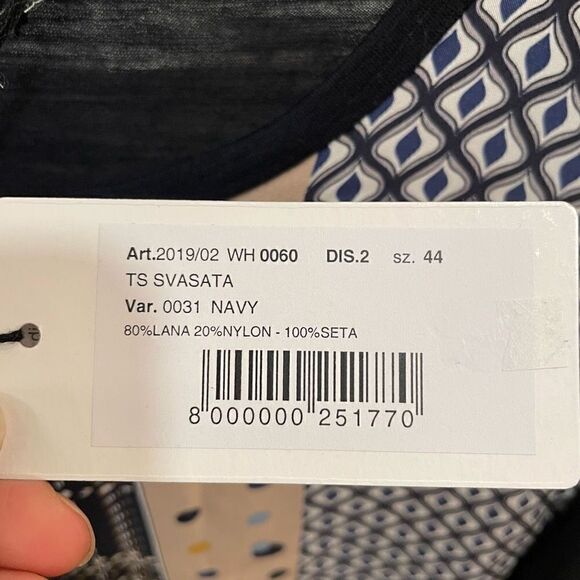 Art.2019/02 WH 0060 DIS.2 sz. 44
TS SVASATA
Var. 0031 NAVY
80%LANA 20%NYLON - 100%SETA
8 000000 251770